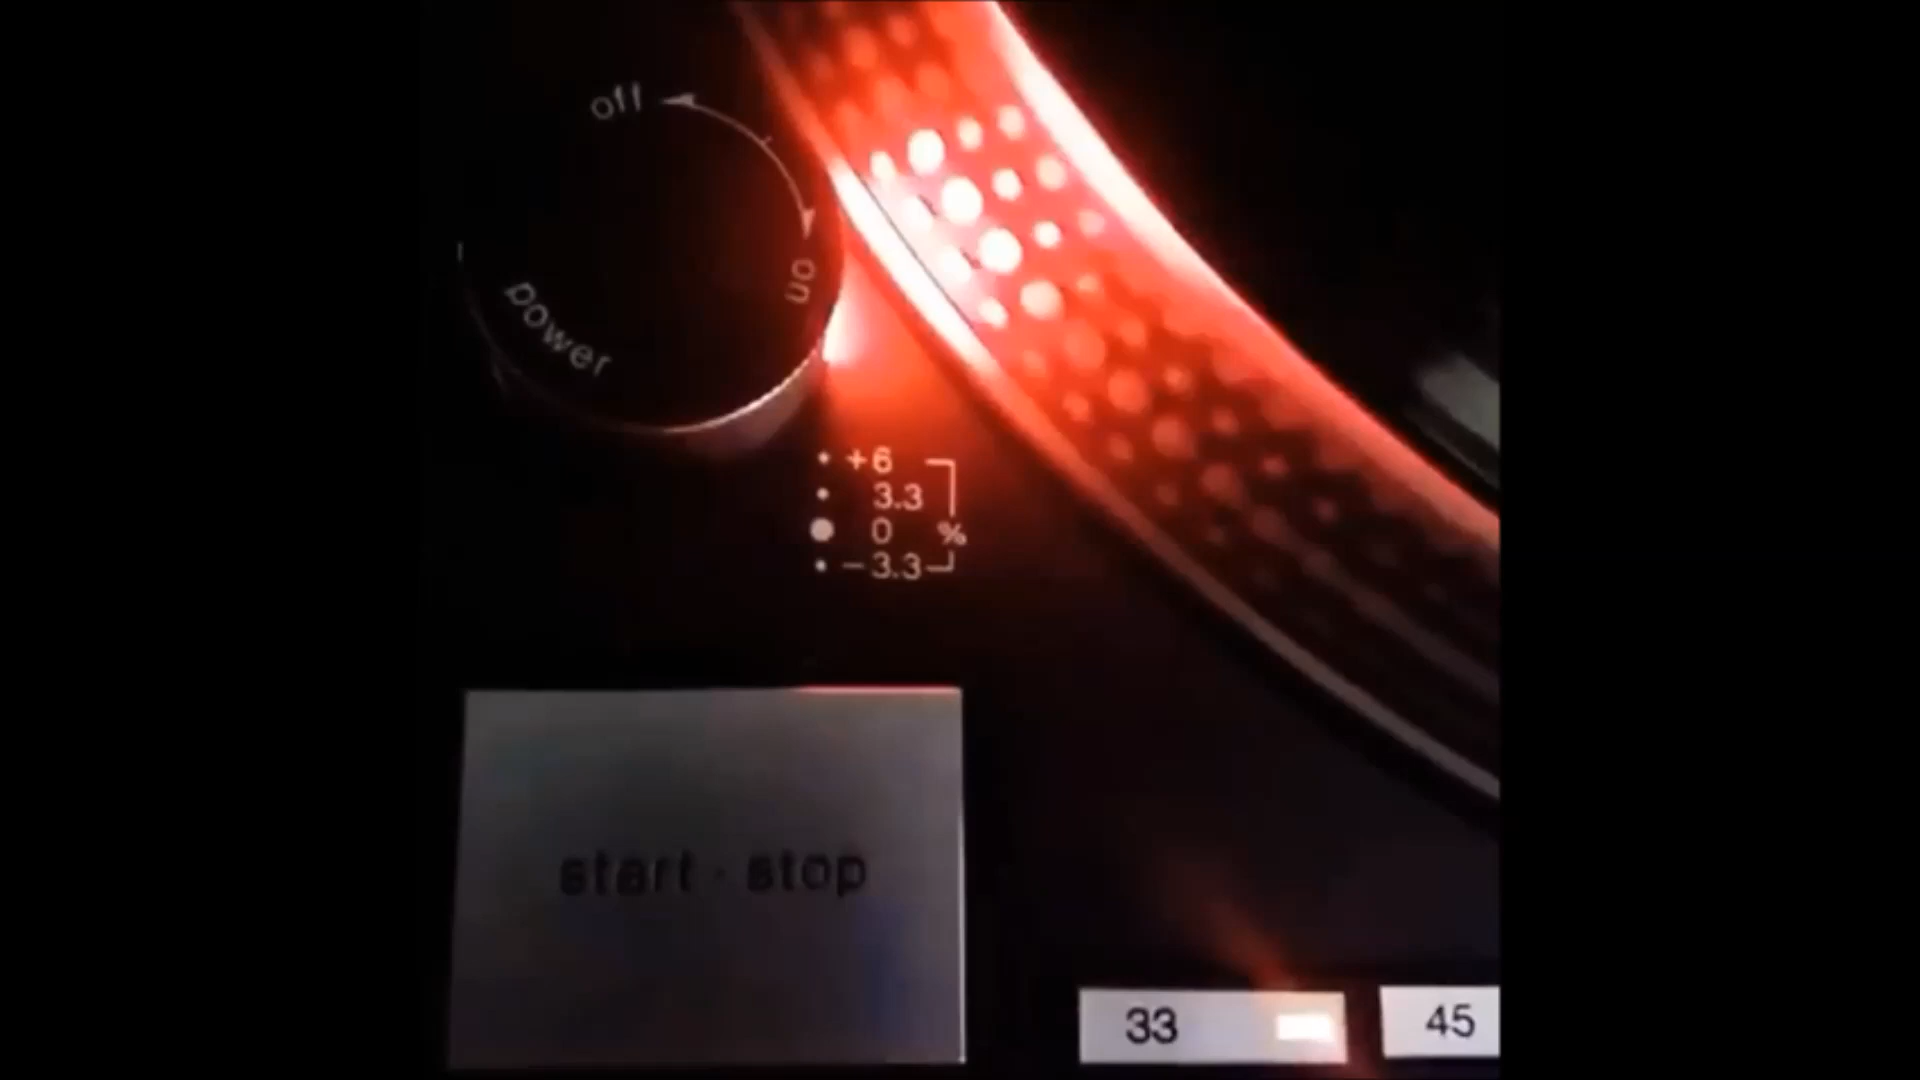 off
on
power
+6
3.3
0 %
−3.3
start · stop
33
45